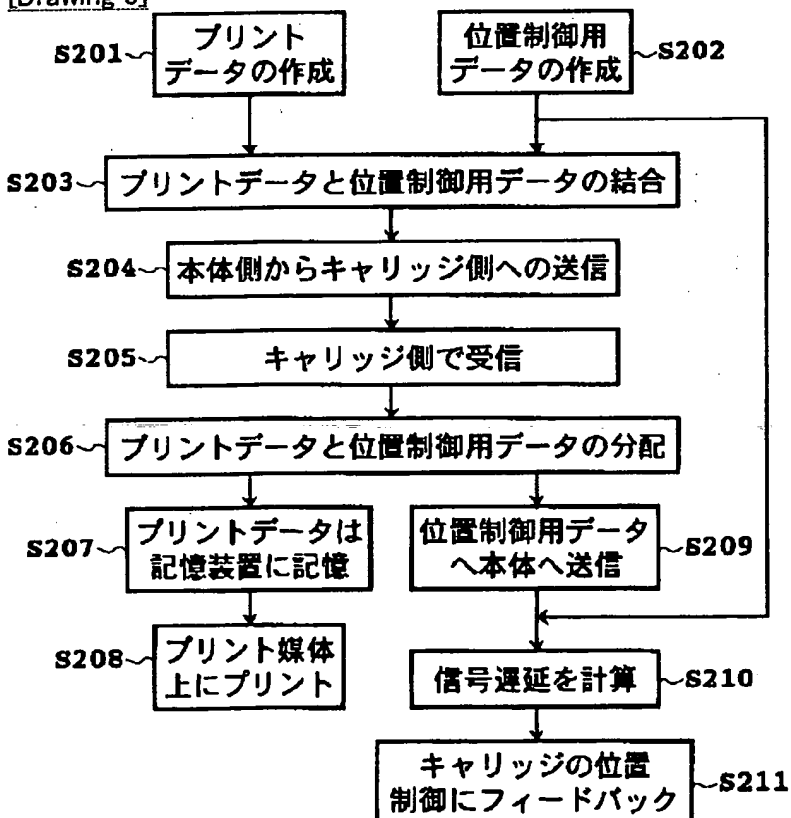 [Drawing 6]
S201
プリント
データの作成
位置制御用
データの作成
S202
S203
プリントデータと位置制御用データの結合
S204
本体側からキャリッジ側への送信
S205
キャリッジ側で受信
S206
プリントデータと位置制御用データの分配
S207
プリントデータは
記憶装置に記憶
位置制御用データ
へ本体へ送信
S209
S208
プリント媒体
上にプリント
信号遅延を計算
S210
キャリッジの位置
制御にフィードバック
S211